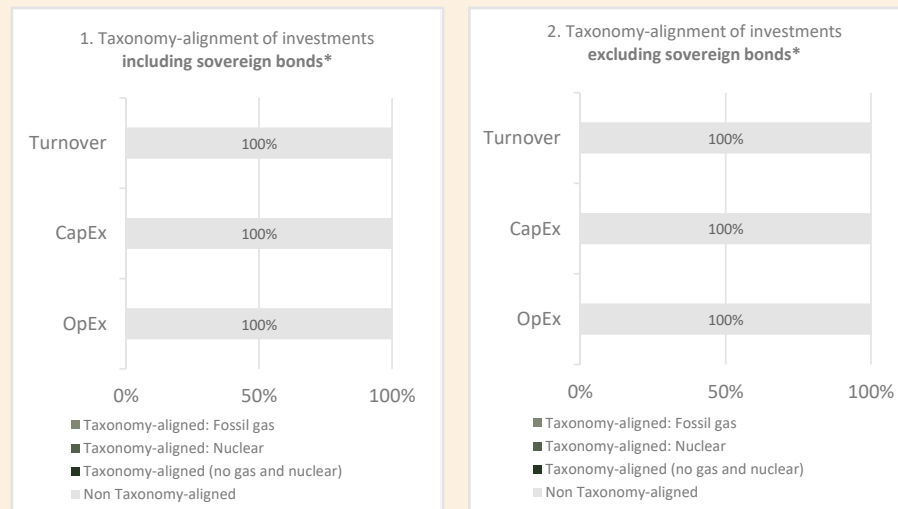 1. Taxonomy-alignment of investments
including sovereign bonds*
Turnover
100%
CapEx
100%
OpEx
100%
0% 50% 100%
Taxonomy-aligned: Fossil gas
Taxonomy-aligned: Nuclear
Taxonomy-aligned (no gas and nuclear)
Non Taxonomy-aligned
2. Taxonomy-alignment of investments
excluding sovereign bonds*
Turnover
100%
CapEx
100%
OpEx
100%
0% 50% 100%
Taxonomy-aligned: Fossil gas
Taxonomy-aligned: Nuclear
Taxonomy-aligned (no gas and nuclear)
Non Taxonomy-aligned